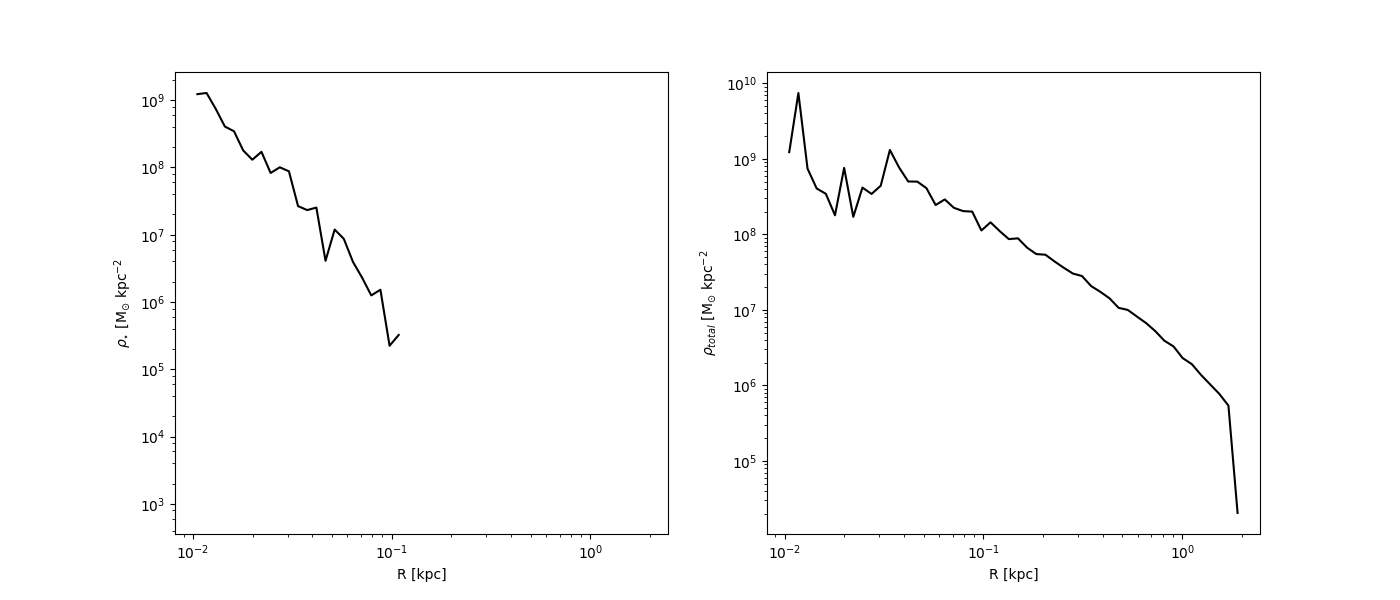 10⁹
10⁸
10⁷
10⁶
10⁵
10⁴
10³
ρ⋆ [M⊙ kpc⁻²]
10⁻² 10⁻¹ 10⁰
R [kpc]
10¹⁰
10⁹
10⁸
10⁷
10⁶
10⁵
ρtotal [M⊙ kpc⁻²]
10⁻² 10⁻¹ 10⁰
R [kpc]